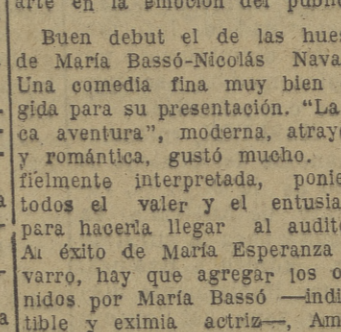 arte en la emoción del públi
Buen debut el de las hues
de María Bassó-Nicolás Nava
Una comedia fina muy bien
gida para su presentación. "La
ca aventura", moderna, atraye
y romántica, gustó mucho.
fielmente interpretada, ponie
todos el valer y el entusia
para hacerla llegar al audito
Al éxito de María Esperanza
varro, hay que agregar los o
nidos por María Bassó —indi
tible y eximia actriz—, Am